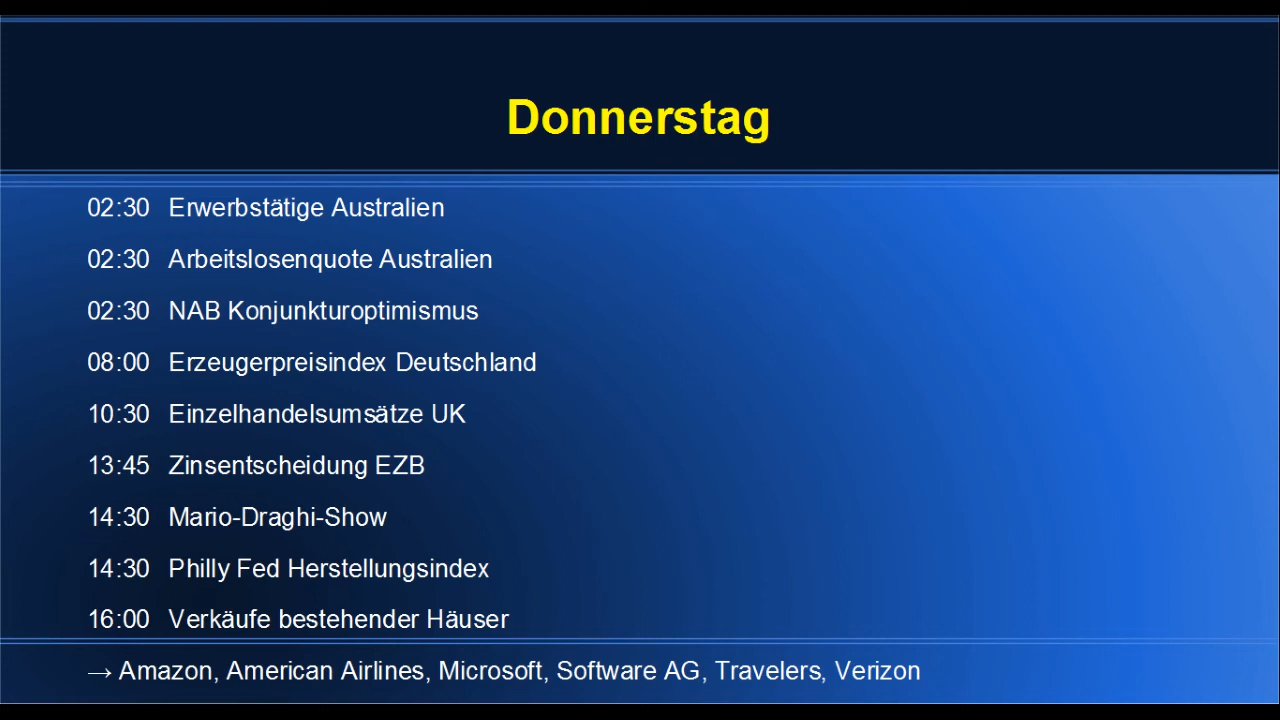 Donnerstag
02:30 Erwerbstätige Australien
02:30 Arbeitslosenquote Australien
02:30 NAB Konjunkturoptimismus
08:00 Erzeugerpreisindex Deutschland
10:30 Einzelhandelsumsätze UK
13:45 Zinsentscheidung EZB
14:30 Mario-Draghi-Show
14:30 Philly Fed Herstellungsindex
16:00 Verkäufe bestehender Häuser
→ Amazon, American Airlines, Microsoft, Software AG, Travelers, Verizon